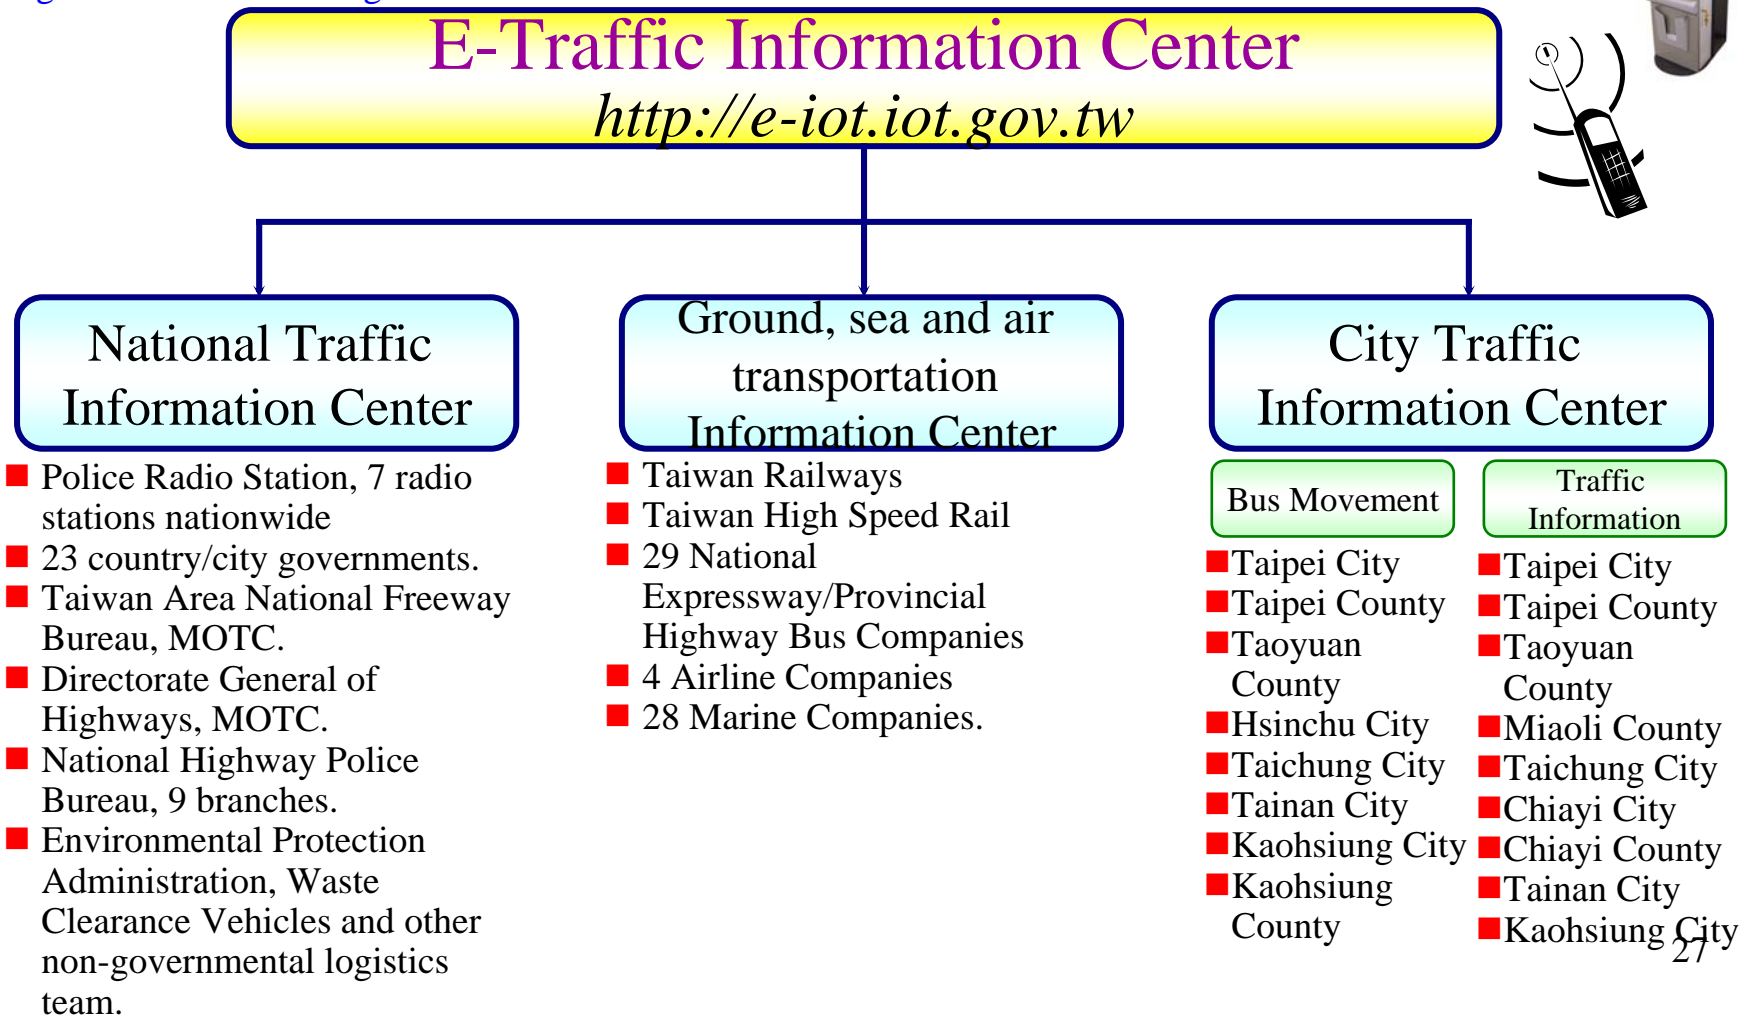 E-Traffic Information Center
http://e-iot.iot.gov.tw
National Traffic
Information Center
■ Police Radio Station, 7 radio
stations nationwide
■ 23 country/city governments.
■ Taiwan Area National Freeway
Bureau, MOTC.
■ Directorate General of
Highways, MOTC.
■ National Highway Police
Bureau, 9 branches.
■ Environmental Protection
Administration, Waste
Clearance Vehicles and other
non-governmental logistics
team.
Ground, sea and air
transportation
Information Center
■ Taiwan Railways
■ Taiwan High Speed Rail
■ 29 National
Expressway/Provincial
Highway Bus Companies
■ 4 Airline Companies
■ 28 Marine Companies.
City Traffic
Information Center
Bus Movement
■Taipei City
■Taipei County
■Taoyuan
County
■Hsinchu City
■Taichung City
■Tainan City
■Kaohsiung City
■Kaohsiung
County
Traffic
Information
■Taipei City
■Taipei County
■Taoyuan
County
■Miaoli County
■Taichung City
■Chiayi City
■Chiayi County
■Tainan City
■Kaohsiung City
27